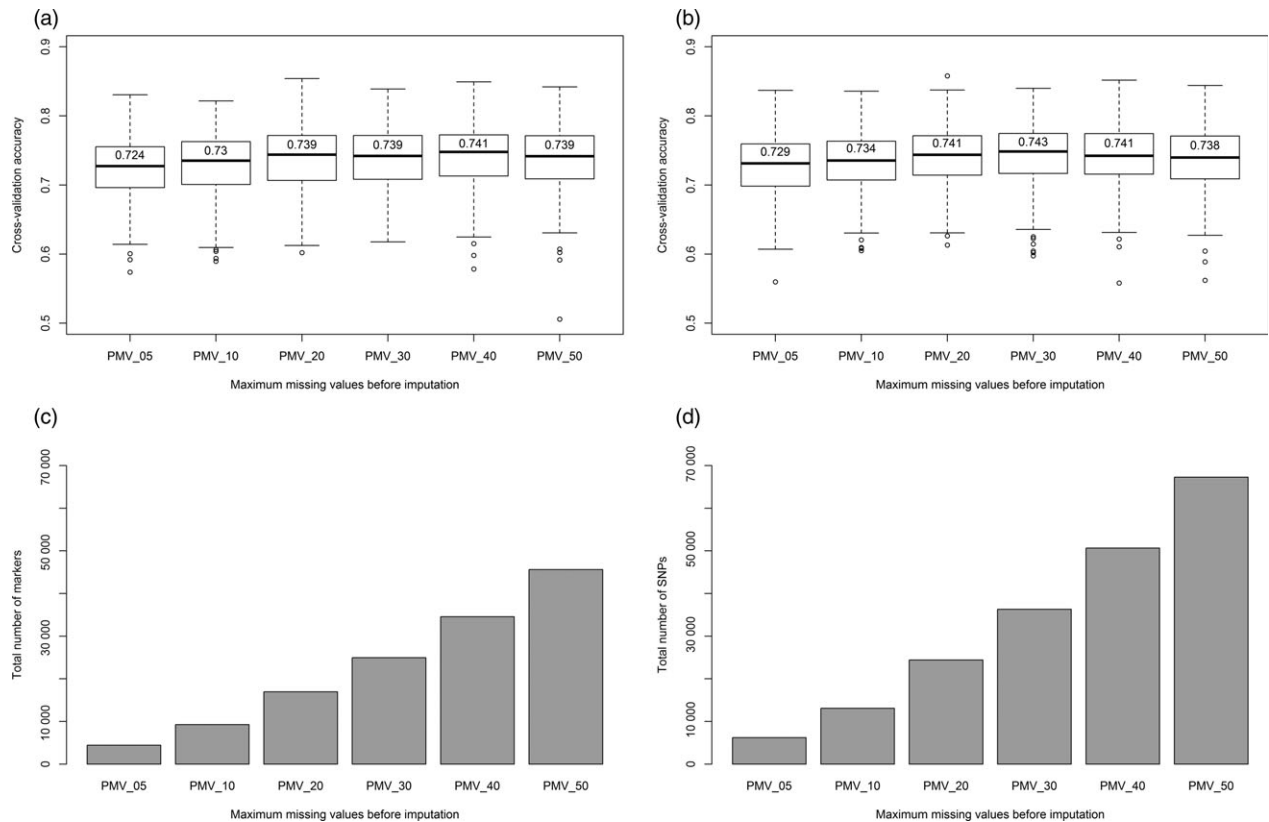 (a)
Cross-validation accuracy
0.9
0.8
0.7
0.6
0.5
0.724
0.73
0.739
0.739
0.741
0.739
PMV_05 PMV_10 PMV_20 PMV_30 PMV_40 PMV_50
Maximum missing values before imputation
(b)
Cross-validation accuracy
0.9
0.8
0.7
0.6
0.5
0.729
0.734
0.741
0.743
0.741
0.738
PMV_05 PMV_10 PMV_20 PMV_30 PMV_40 PMV_50
Maximum missing values before imputation
(c)
Total number of markers
70 000
50 000
30 000
10 000
0
PMV_05 PMV_10 PMV_20 PMV_30 PMV_40 PMV_50
Maximum missing values before imputation
(d)
Total number of SNPs
70 000
50 000
30 000
10 000
0
PMV_05 PMV_10 PMV_20 PMV_30 PMV_40 PMV_50
Maximum missing values before imputation